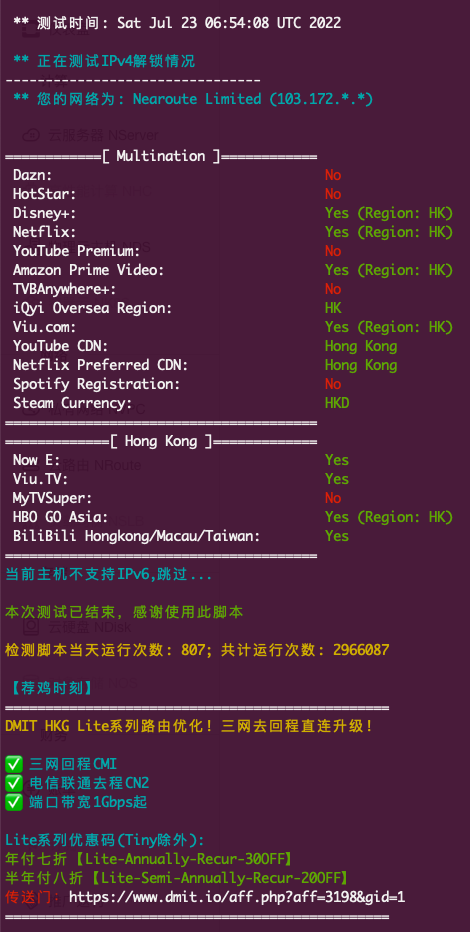 ** 测试时间: Sat Jul 23 06:54:08 UTC 2022
** 正在测试IPv4解锁情况
--------------------------------
** 您的网络为: Nearoute Limited (103.172.*.*)
云服务器 NServer
============[ Multination ]============
Dazn: No
HotStar: No
Disney+: Yes (Region: HK)
Netflix: Yes (Region: HK)
YouTube Premium: No
Amazon Prime Video: Yes (Region: HK)
TVBAnywhere+: No
iQyi Oversea Region: HK
Viu.com: Yes (Region: HK)
YouTube CDN: Hong Kong
Netflix Preferred CDN: Hong Kong
Spotify Registration: No
Steam Currency: HKD
=======================================
=============[ Hong Kong ]=============
Now E: Yes
Viu.TV: Yes
MyTVSuper: No
HBO GO Asia: Yes (Region: HK)
BiliBili Hongkong/Macau/Taiwan: Yes
=======================================
当前主机不支持IPv6,跳过...
本次测试已结束，感谢使用此脚本
检测脚本当天运行次数: 807; 共计运行次数: 2966087
【荐鸡时刻】
================================================
DMIT HKG Lite系列路由优化！三网去回程直连升级！
✅ 三网回程CMI
✅ 电信联通去程CN2
✅ 端口带宽1Gbps起
Lite系列优惠码(Tiny除外):
年付七折【Lite-Annually-Recur-30OFF】
半年付八折【Lite-Semi-Annually-Recur-20OFF】
传送门: https://www.dmit.io/aff.php?aff=3198&gid=1
================================================